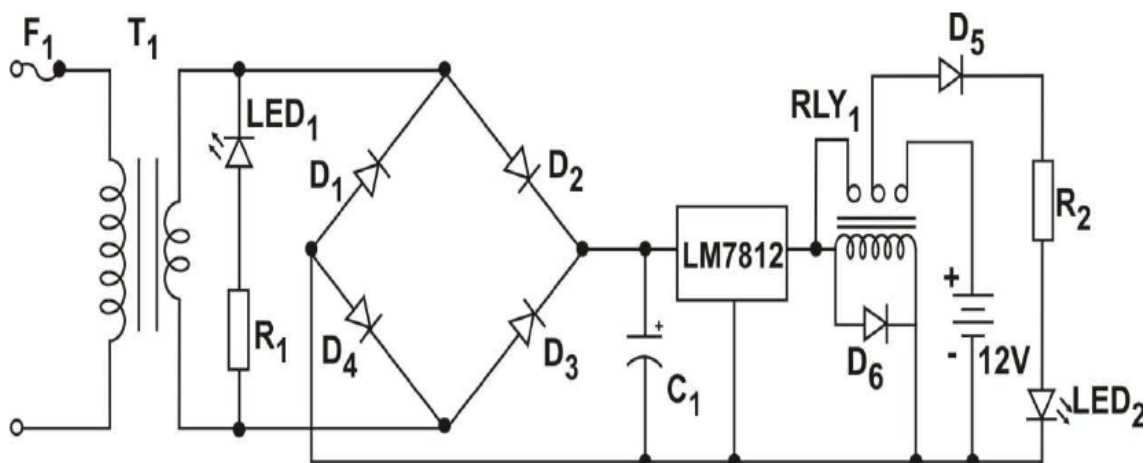 F₁
T₁
LED₁
R₁
D₁
D₂
D₄
D₃
+
C₁
LM7812
RLY₁
D₅
D₆
+
-
12V
R₂
LED₂